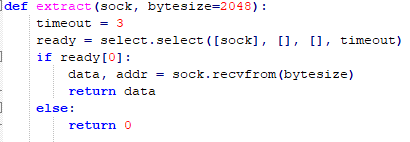 def extract(sock, bytesize=2048):
    timeout = 3
    ready = select.select([sock], [], [], timeout)
    if ready[0]:
        data, addr = sock.recvfrom(bytesize)
        return data
    else:
        return 0